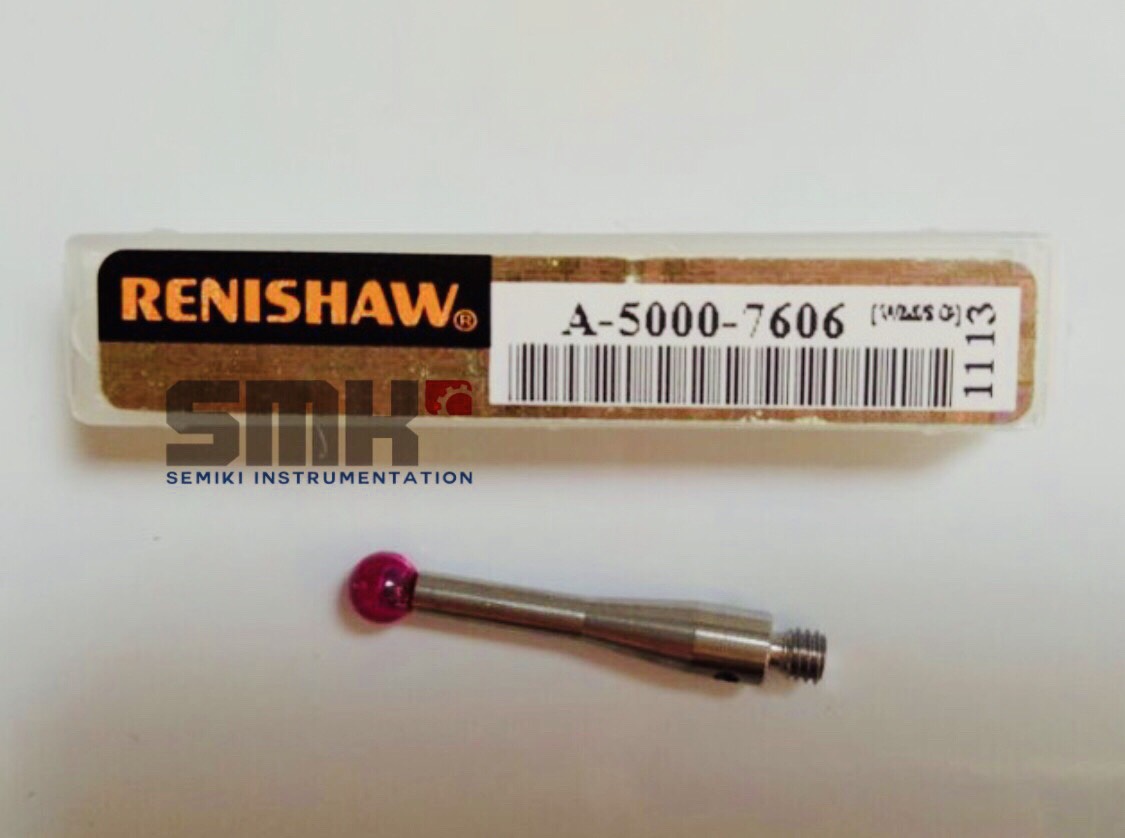 RENISHAW®
A-5000-7606
1113
SMK
SEMIKI INSTRUMENTATION